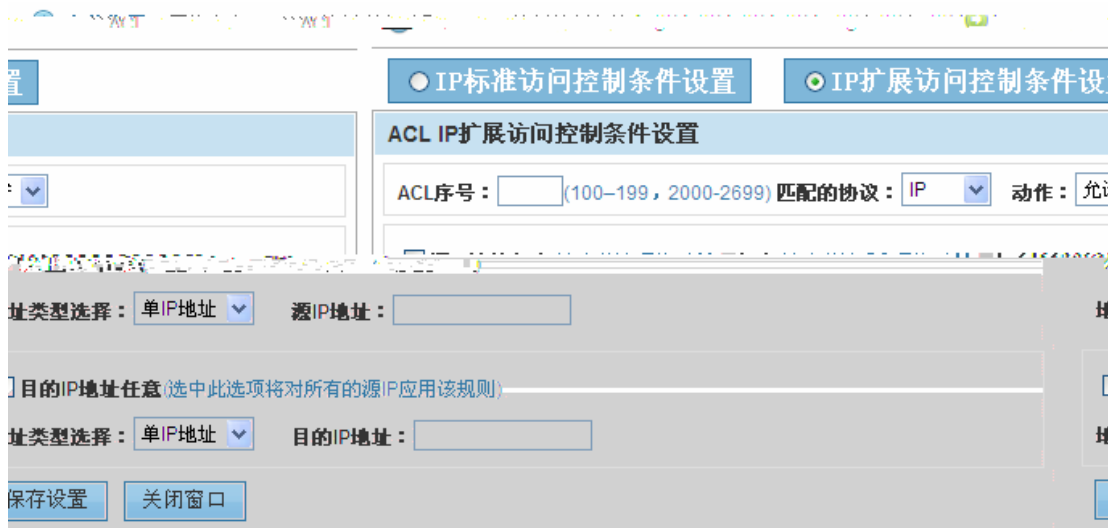 置
IP标准访问控制条件设置
IP扩展访问控制条件设
ACL IP扩展访问控制条件设置
ACL序号： (100–199，2000-2699) 匹配的协议： IP 动作： 允
址类型选择： 单IP地址 源IP地址：
目的IP地址任意(选中此选项将对所有的源IP应用该规则)
址类型选择： 单IP地址 目的IP地址：
保存设置 关闭窗口